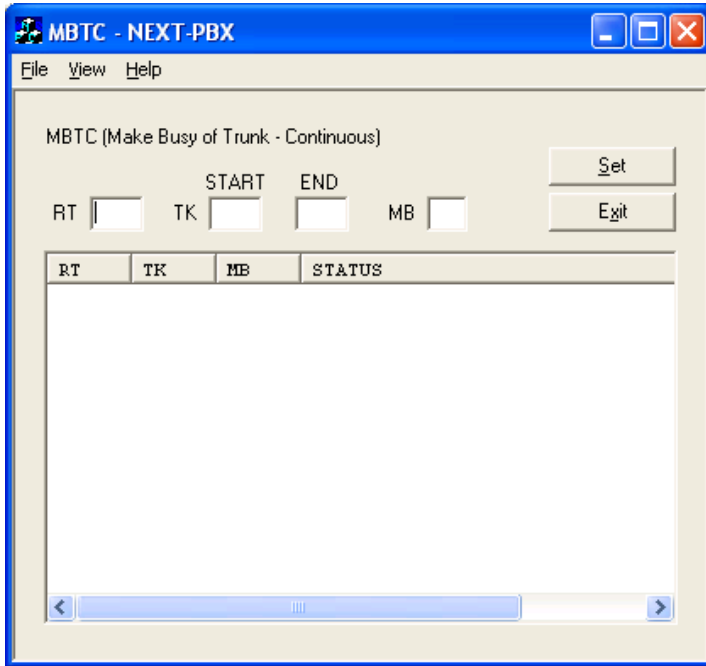 MBTC - NEXT-PBX
File View Help
MBTC (Make Busy of Trunk - Continuous)
Set
START END
RT TK MB
Exit
RT TK MB STATUS